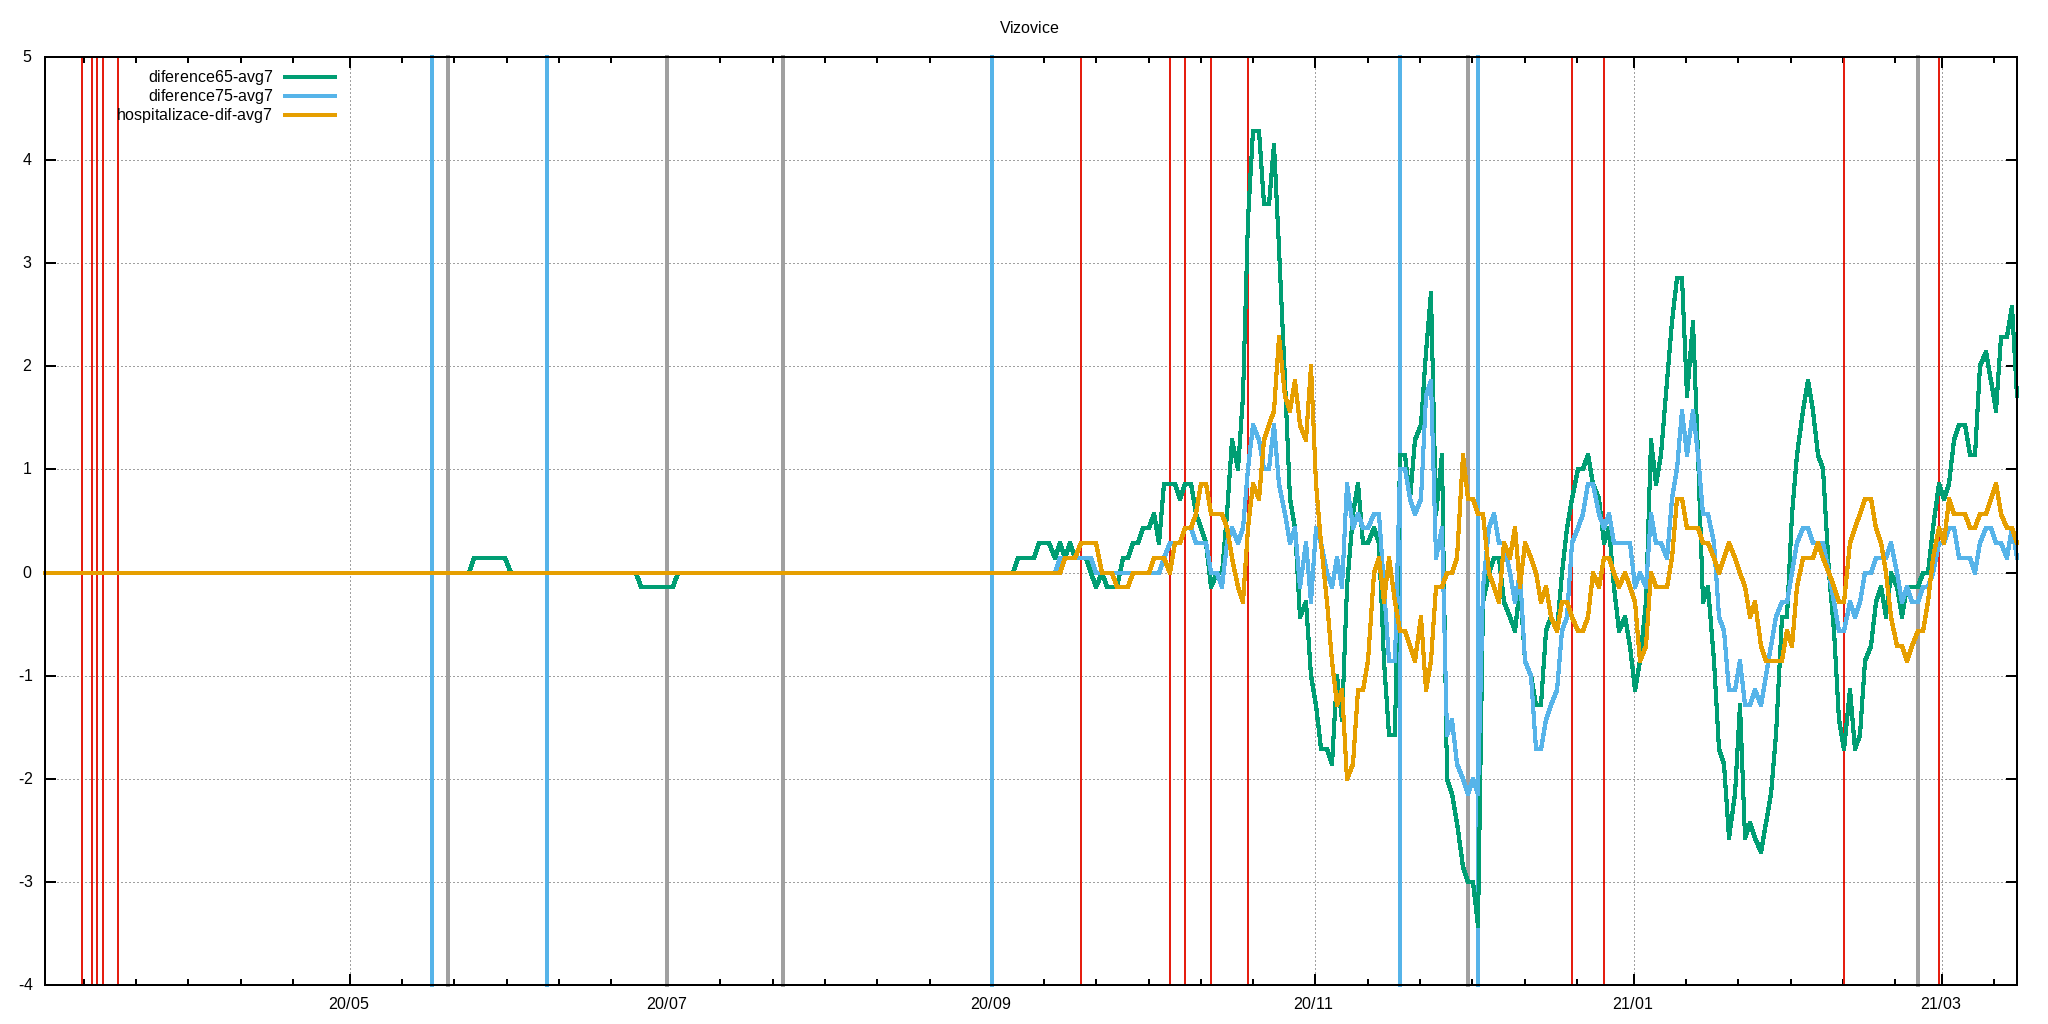 Vizovice
diference65-avg7
diference75-avg7
hospitalizace-dif-avg7
5
4
3
2
1
0
-1
-2
-3
-4
20/05 20/07 20/09 20/11 21/01 21/03